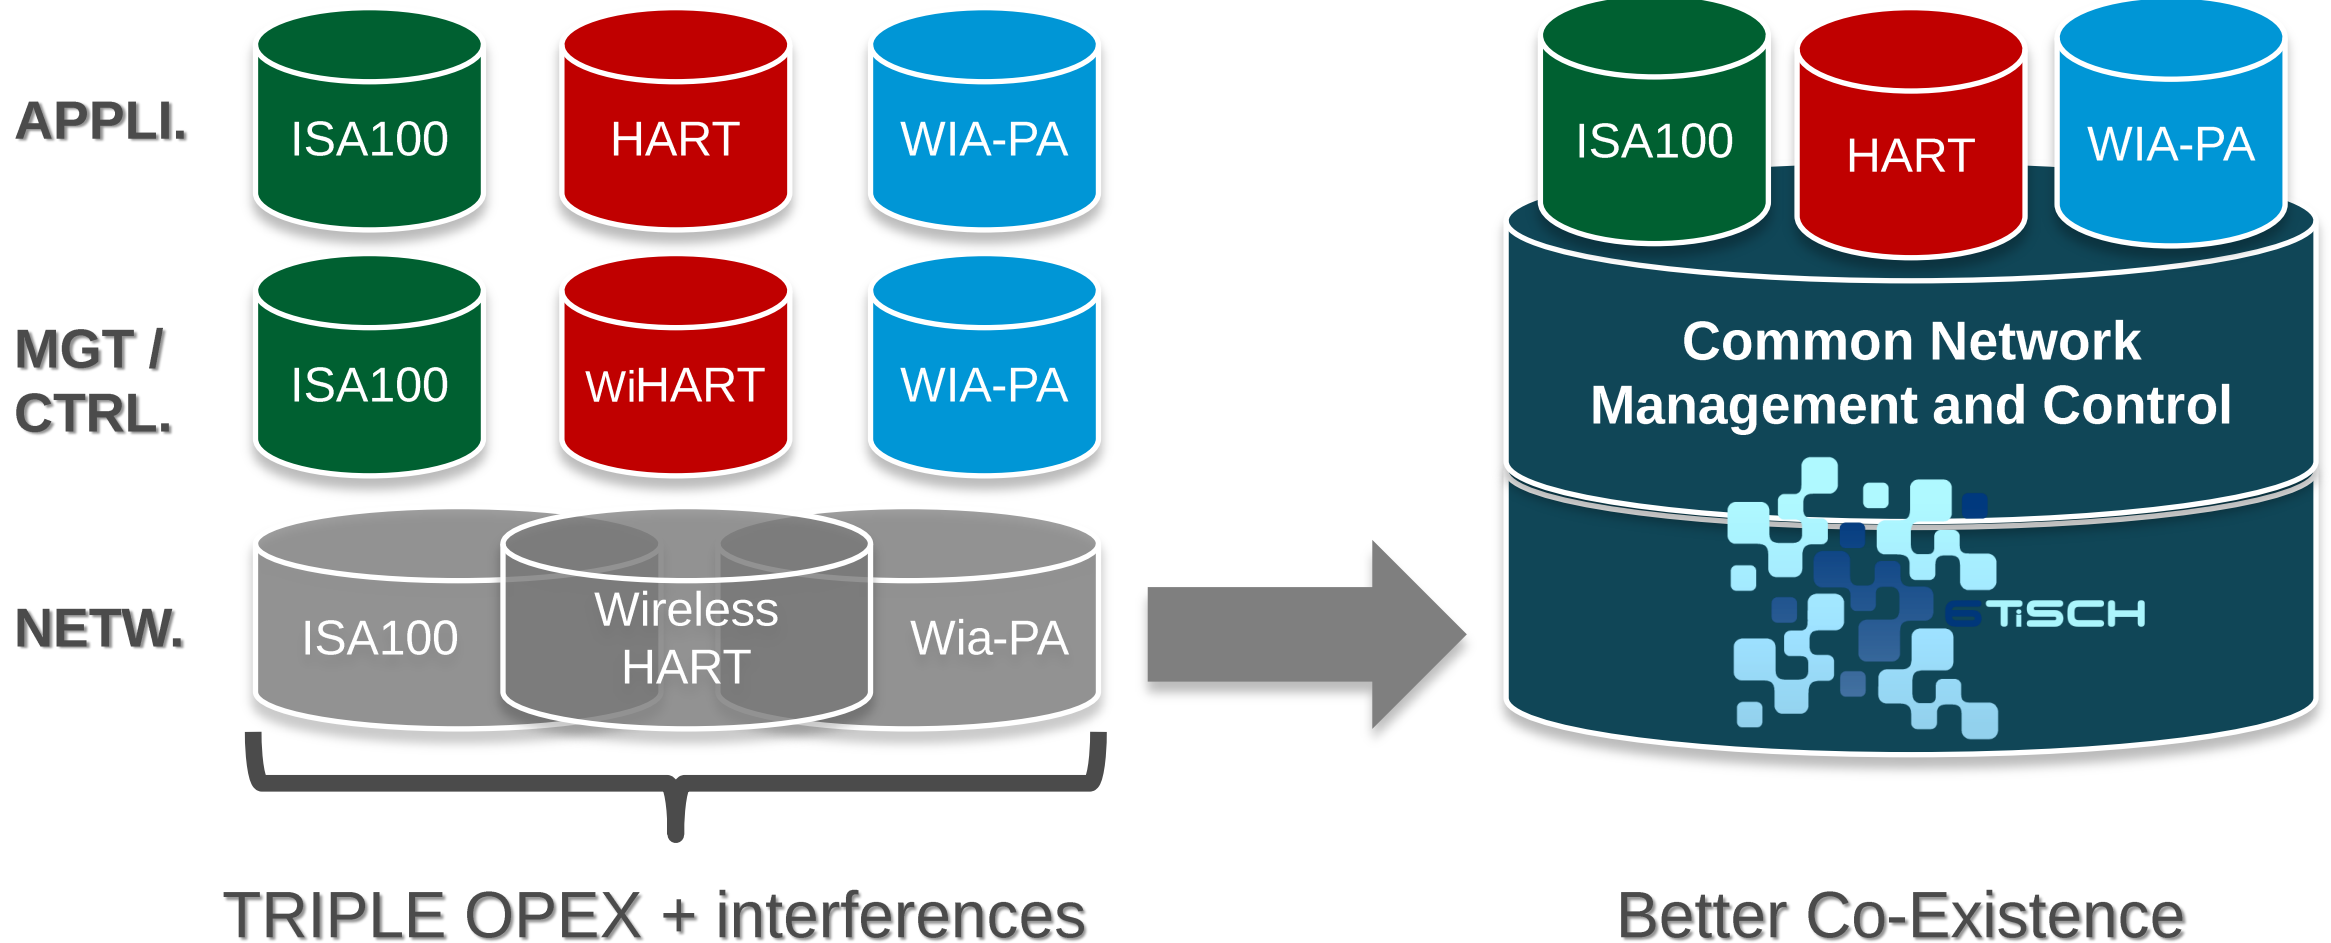 APPLI.
ISA100
HART
WIA-PA
MGT /
CTRL.
ISA100
WiHART
WIA-PA
NETW.
ISA100
Wireless
HART
Wia-PA
TRIPLE OPEX + interferences
ISA100
HART
WIA-PA
Common Network
Management and Control
6TiSCH
Better Co-Existence